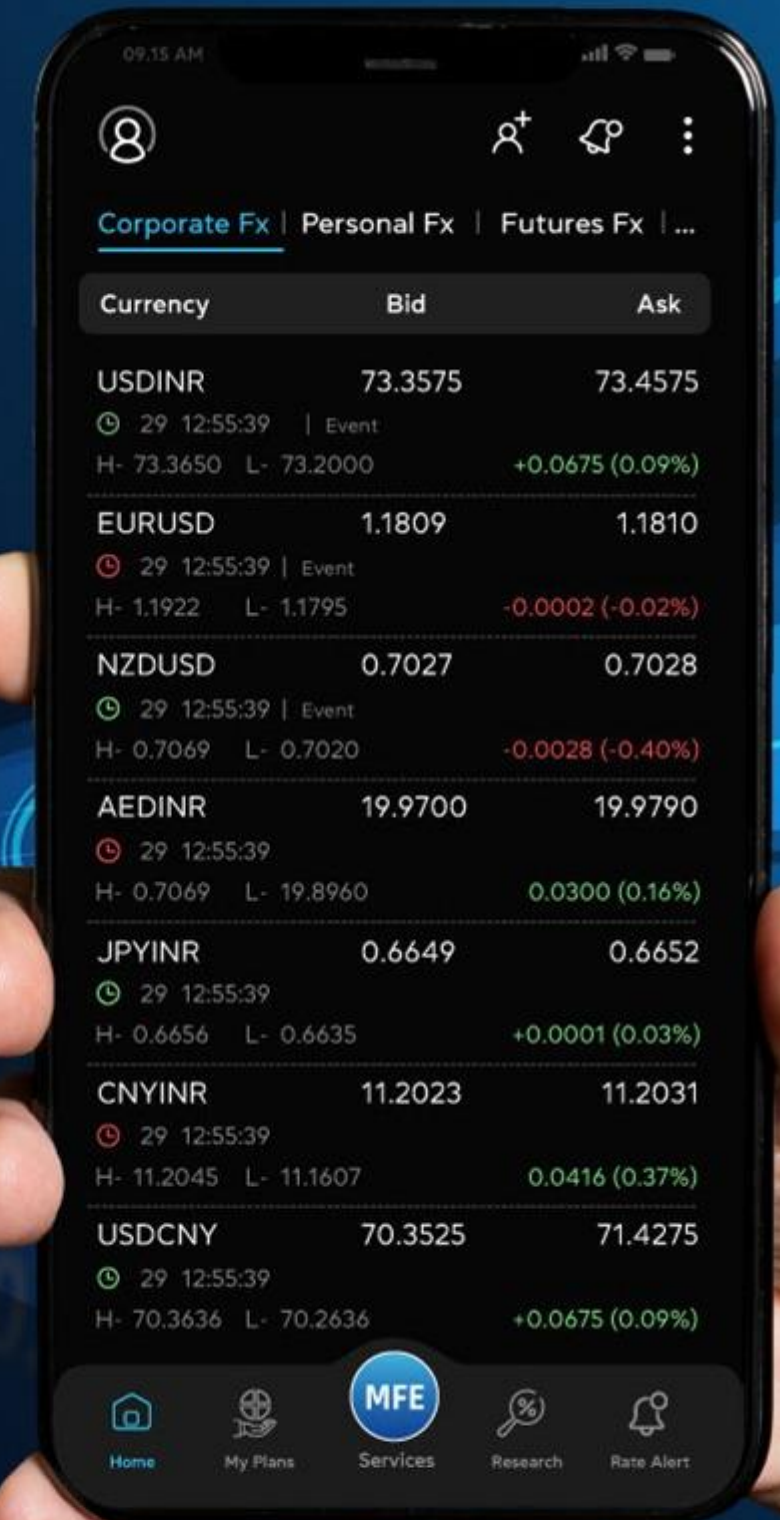 09.15 AM
Corporate Fx | Personal Fx | Futures Fx | ...
Currency Bid Ask
USDINR 73.3575 73.4575
29 12:55:39 | Event
H- 73.3650 L- 73.2000 +0.0675 (0.09%)
EURUSD 1.1809 1.1810
29 12:55:39 | Event
H- 1.1922 L- 1.1795 -0.0002 (-0.02%)
NZDUSD 0.7027 0.7028
29 12:55:39 | Event
H- 0.7069 L- 0.7020 -0.0028 (-0.40%)
AEDINR 19.9700 19.9790
29 12:55:39
H- 0.7069 L- 19.8960 0.0300 (0.16%)
JPYINR 0.6649 0.6652
29 12:55:39
H- 0.6656 L- 0.6635 +0.0001 (0.03%)
CNYINR 11.2023 11.2031
29 12:55:39
H- 11.2045 L- 11.1607 0.0416 (0.37%)
USDCNY 70.3525 71.4275
29 12:55:39
H- 70.3636 L- 70.2636 +0.0675 (0.09%)
MFE
Home My Plans Services Research Rate Alert